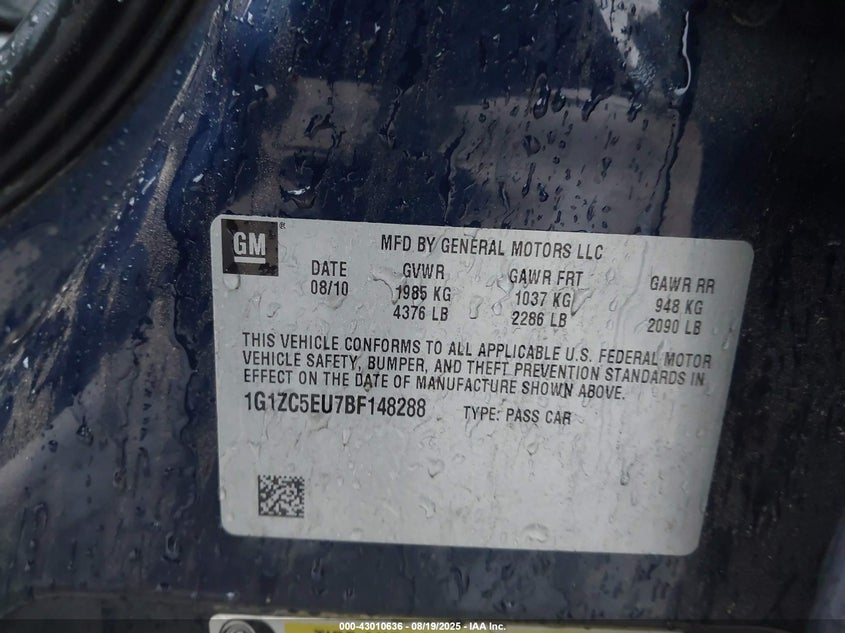 GM ®
MFD BY GENERAL MOTORS LLC
DATE GVWR GAWR FRT GAWR RR
08/10 1985 KG 1037 KG 948 KG
4376 LB 2286 LB 2090 LB
THIS VEHICLE CONFORMS TO ALL APPLICABLE U.S. FEDERAL MOTOR
VEHICLE SAFETY, BUMPER, AND THEFT PREVENTION STANDARDS IN
EFFECT ON THE DATE OF MANUFACTURE SHOWN ABOVE.
1G1ZC5EU7BF148288 TYPE: PASS CAR
000-43010636 - 08/19/2025 - IAA Inc.